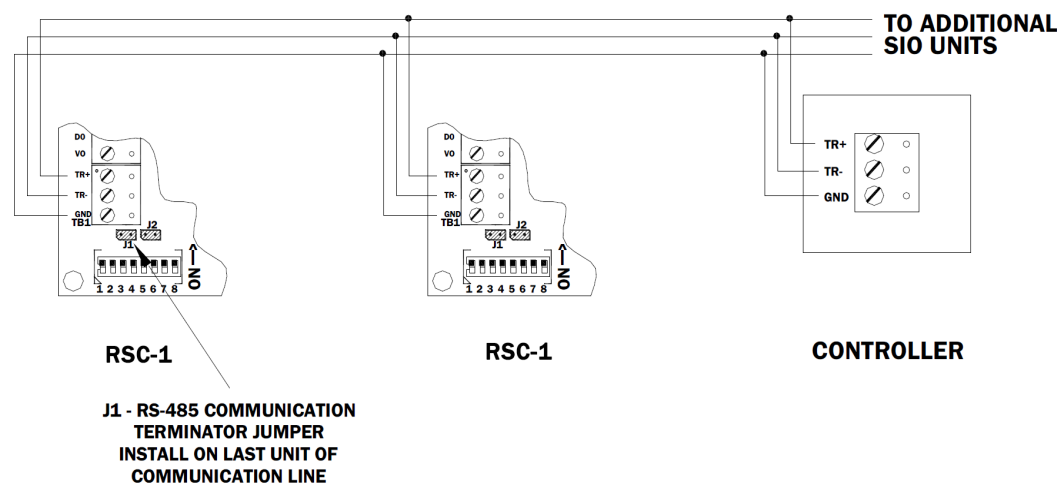 TO ADDITIONAL
SIO UNITS
DO
VO
TR+
TR-
GND
TB1
J2
J1
1 2 3 4 5 6 7 8
ON
DO
VO
TR+
TR-
GND
TB1
J2
J1
1 2 3 4 5 6 7 8
ON
TR+
TR-
GND
RSC-1
RSC-1
CONTROLLER
J1 - RS-485 COMMUNICATION
TERMINATOR JUMPER
INSTALL ON LAST UNIT OF
COMMUNICATION LINE